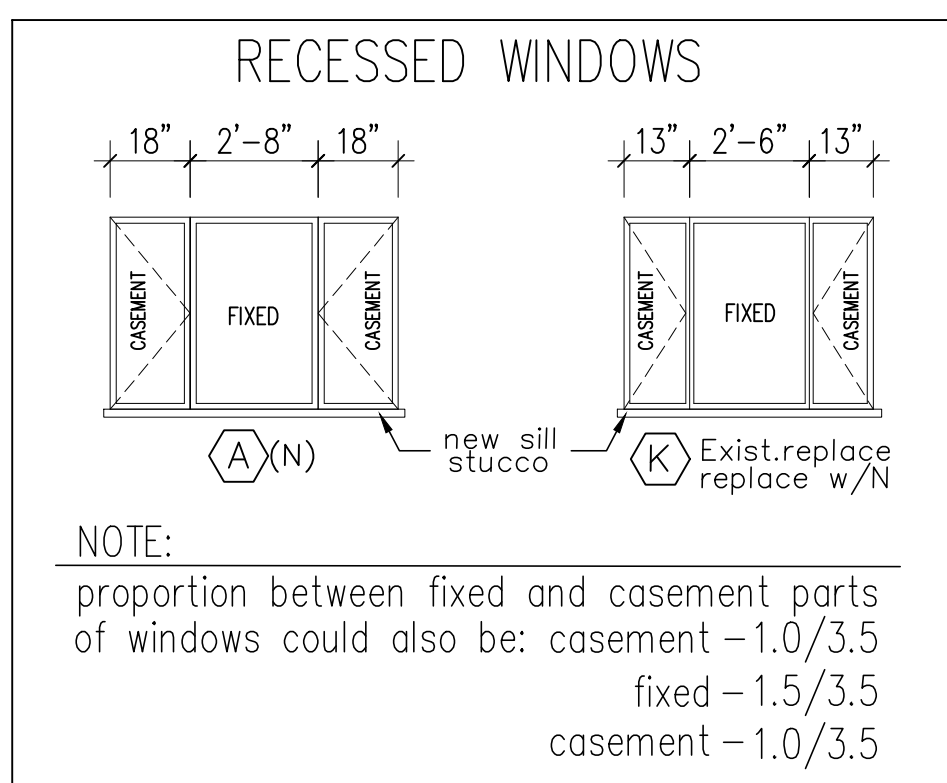 RECESSED WINDOWS
18" 2'-8" 18"
13" 2'-6" 13"
CASEMENT
FIXED
CASEMENT
CASEMENT
FIXED
CASEMENT
A (N)
new sill
stucco
K Exist.replace
replace w/N
NOTE:
proportion between fixed and casement parts
of windows could also be: casement - 1.0/3.5
fixed - 1.5/3.5
casement - 1.0/3.5